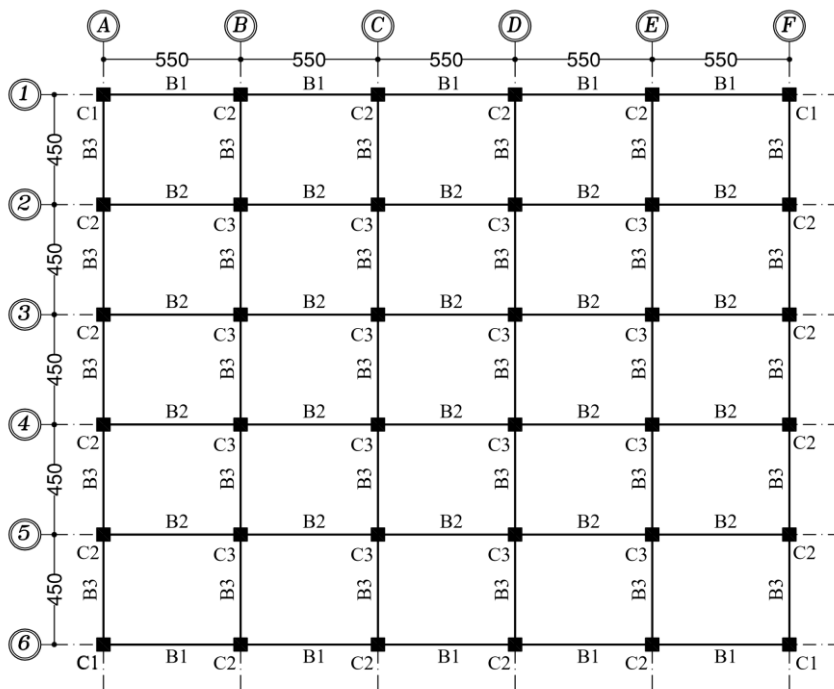 A B C D E F
550 550 550 550 550
B1 B1 B1 B1 B1
1
C1 C2 C2 C2 C2 C1
450 B3 B3 B3 B3 B3 B3
B2 B2 B2 B2 B2
2
C2 C3 C3 C3 C3 C2
450 B3 B3 B3 B3 B3 B3
B2 B2 B2 B2 B2
3
C2 C3 C3 C3 C3 C2
450 B3 B3 B3 B3 B3 B3
B2 B2 B2 B2 B2
4
C2 C3 C3 C3 C3 C2
450 B3 B3 B3 B3 B3 B3
B2 B2 B2 B2 B2
5
C2 C3 C3 C3 C3 C2
450 B3 B3 B3 B3 B3 B3
6
C1 B1 C2 B1 C2 B1 C2 B1 C2 B1 C1